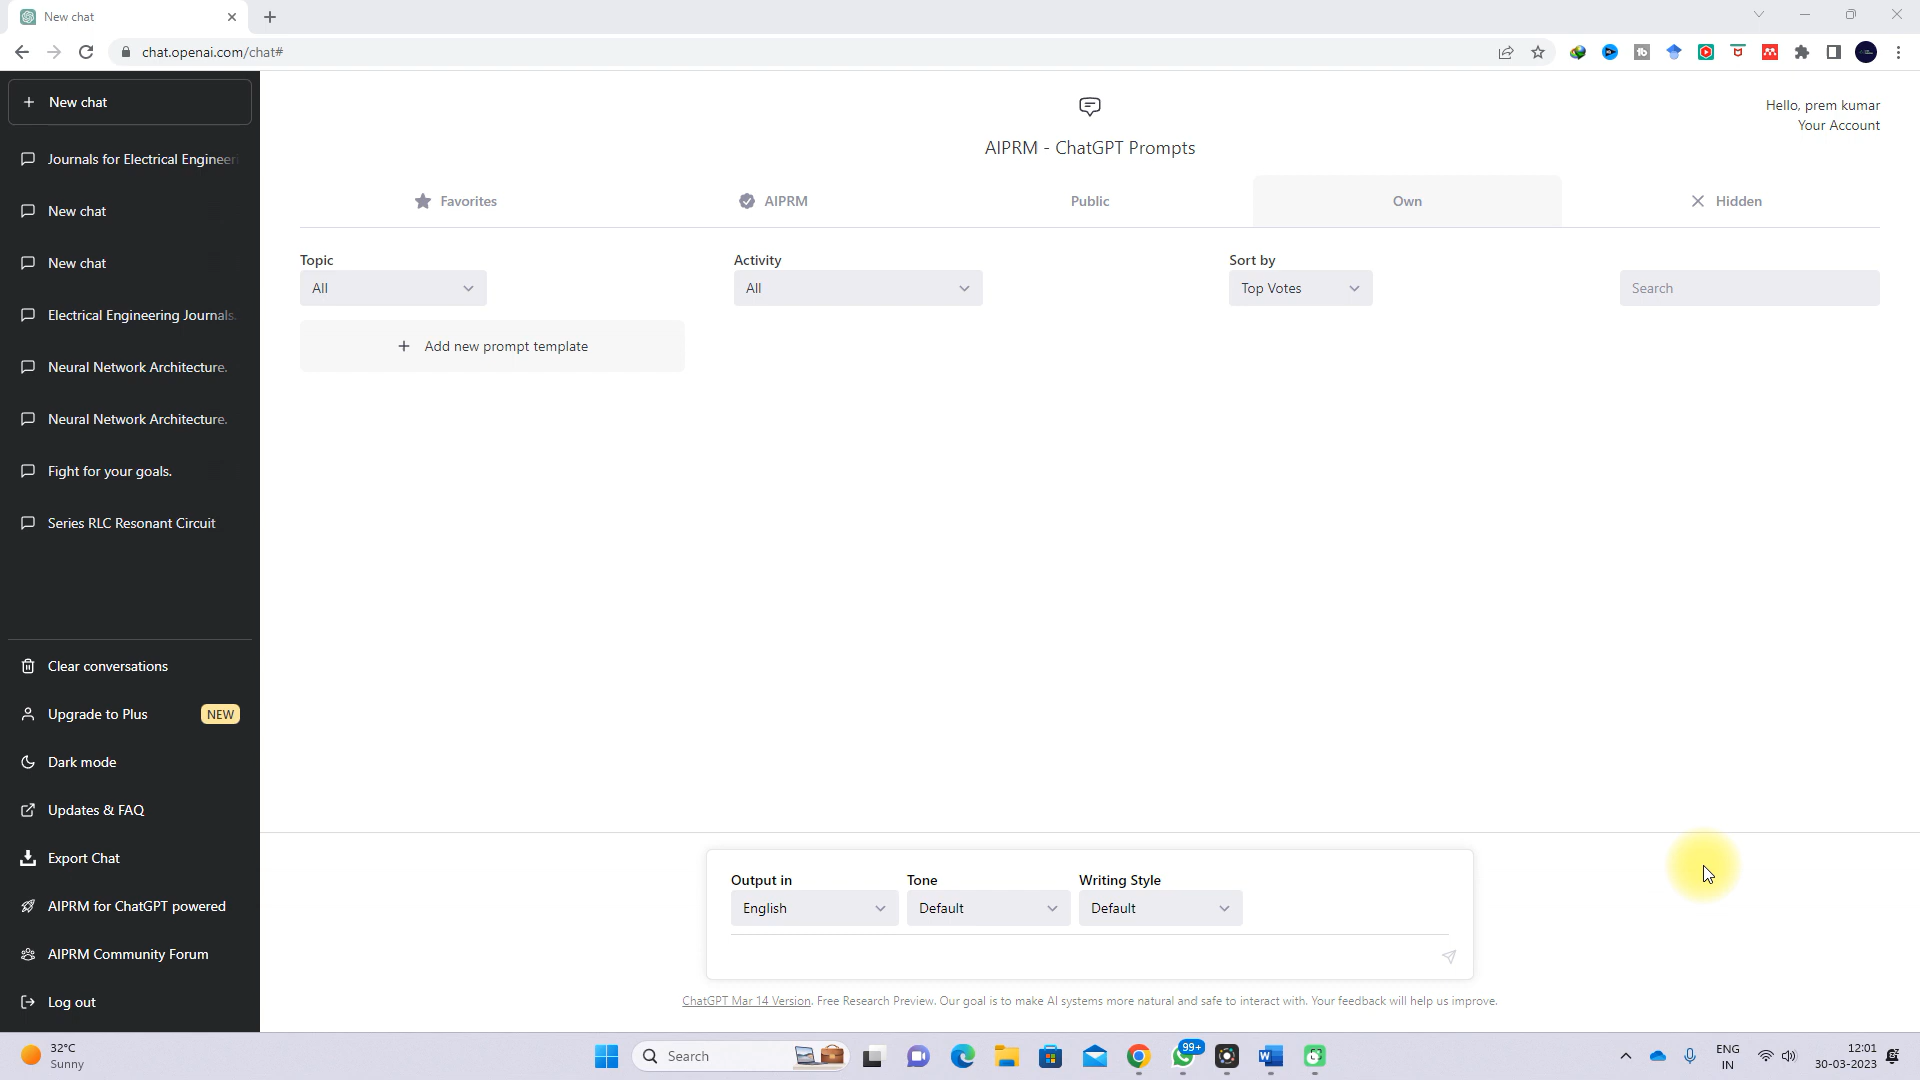 New chat
chat.openai.com/chat#
New chat
Journals for Electrical Engineeri
New chat
New chat
Electrical Engineering Journals.
Neural Network Architecture.
Neural Network Architecture.
Fight for your goals.
Series RLC Resonant Circuit
Clear conversations
Upgrade to Plus NEW
Dark mode
Updates & FAQ
Export Chat
AIPRM for ChatGPT powered
AIPRM Community Forum
Log out
Hello, prem kumar
Your Account
AIPRM - ChatGPT Prompts
Favorites AIPRM Public Own Hidden
Topic Activity Sort by
All All Top Votes Search
+ Add new prompt template
Output in Tone Writing Style
English Default Default
ChatGPT Mar 14 Version. Free Research Preview. Our goal is to make AI systems more natural and safe to interact with. Your feedback will help us improve.
32°C
Sunny
Search
99+
ENG
IN
12:01
30-03-2023